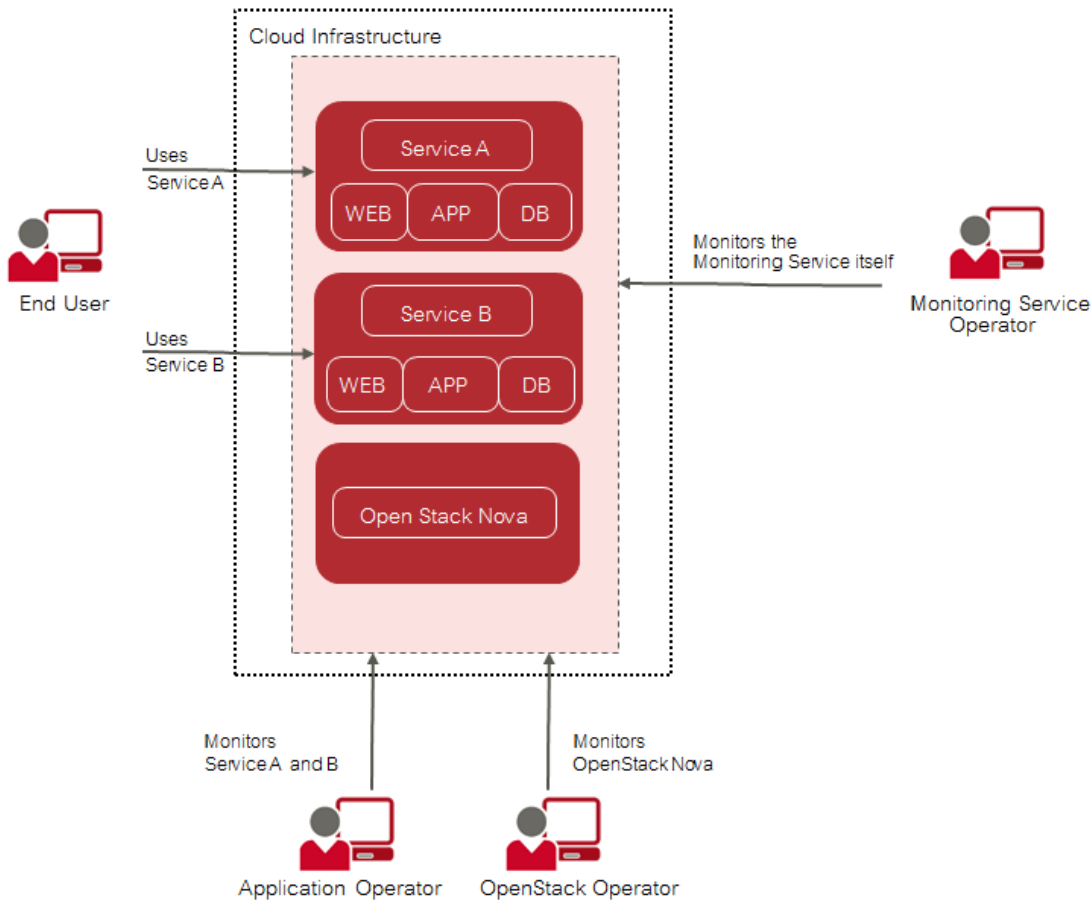 Cloud Infrastructure
Service A
WEB APP DB
Uses
Service A
End User
Service B
WEB APP DB
Uses
Service B
Open Stack Nova
Monitors the
Monitoring Service itself
Monitoring Service
Operator
Monitors
Service A and B
Application Operator
Monitors
OpenStack Nova
OpenStack Operator